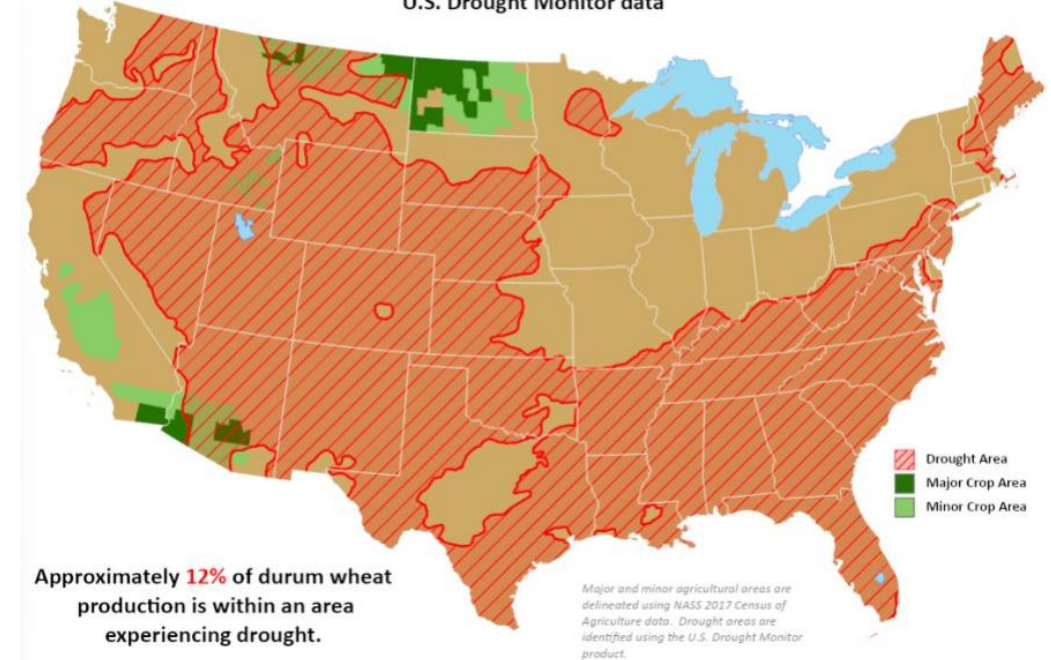 U.S. Drought Monitor data
Drought Area
Major Crop Area
Minor Crop Area
Approximately 12% of durum wheat
production is within an area
experiencing drought.
Major and minor agricultural areas are
delineated using NASS 2017 Census of
Agriculture data. Drought areas are
identified using the U.S. Drought Monitor
product.